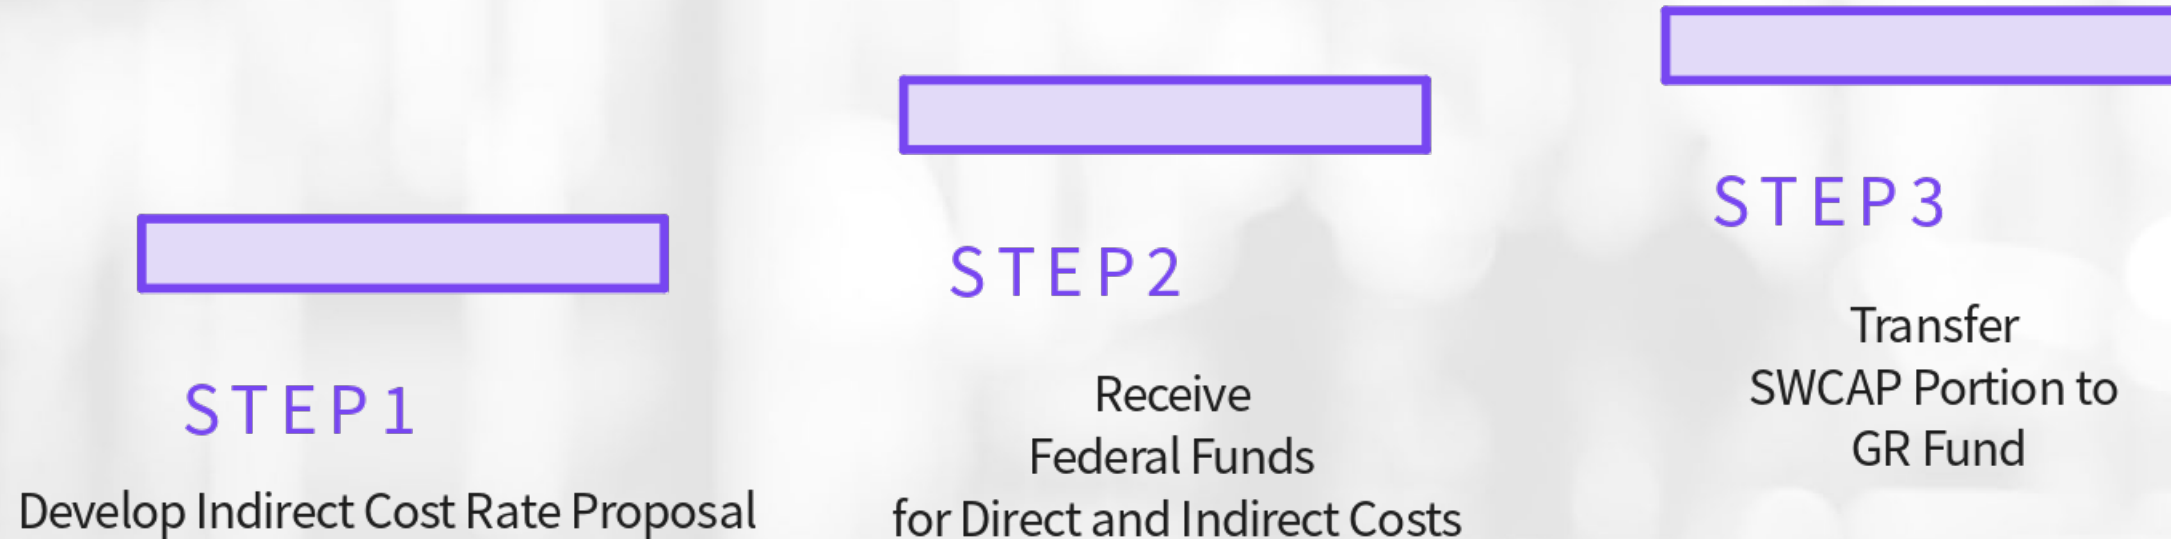 STEP1
Develop Indirect Cost Rate Proposal
STEP2
Receive
Federal Funds
for Direct and Indirect Costs
STEP3
Transfer
SWCAP Portion to
GR Fund